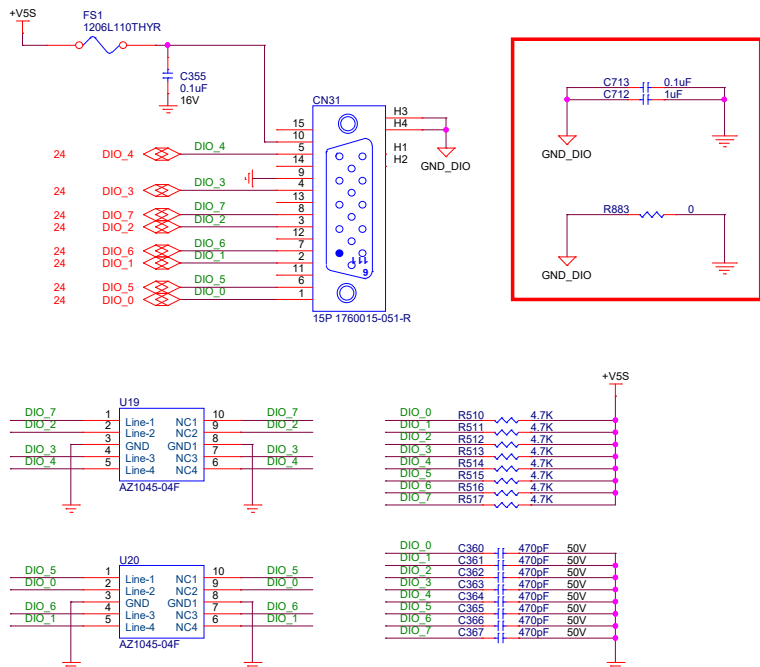 +V5S
FS1
1206L110THYR
C355
0.1uF
16V
CN31
15
10
5
14
9
4
13
8
3
12
7
2
11
6
1
H3
H4
H1
H2
GND_DIO
11
6
15P 1760015-051-R
24 DIO_4 DIO_4
24 DIO_3 DIO_3
24 DIO_7 DIO_7
24 DIO_2 DIO_2
24 DIO_6 DIO_6
24 DIO_1 DIO_1
24 DIO_5 DIO_5
24 DIO_0 DIO_0
C713 0.1uF
C712 1uF
GND_DIO
R883 0
GND_DIO
U19
DIO_7 1 Line-1 NC1 10 DIO_7
DIO_2 2 Line-2 NC2 9 DIO_2
3 GND GND1 8
DIO_3 4 Line-3 NC3 7 DIO_3
DIO_4 5 Line-4 NC4 6 DIO_4
AZ1045-04F
+V5S
DIO_0 R510 4.7K
DIO_1 R511 4.7K
DIO_2 R512 4.7K
DIO_3 R513 4.7K
DIO_4 R514 4.7K
DIO_5 R515 4.7K
DIO_6 R516 4.7K
DIO_7 R517 4.7K
U20
DIO_5 1 Line-1 NC1 10 DIO_5
DIO_0 2 Line-2 NC2 9 DIO_0
3 GND GND1 8
DIO_6 4 Line-3 NC3 7 DIO_6
DIO_1 5 Line-4 NC4 6 DIO_1
AZ1045-04F
DIO_0 C360 470pF 50V
DIO_1 C361 470pF 50V
DIO_2 C362 470pF 50V
DIO_3 C363 470pF 50V
DIO_4 C364 470pF 50V
DIO_5 C365 470pF 50V
DIO_6 C366 470pF 50V
DIO_7 C367 470pF 50V